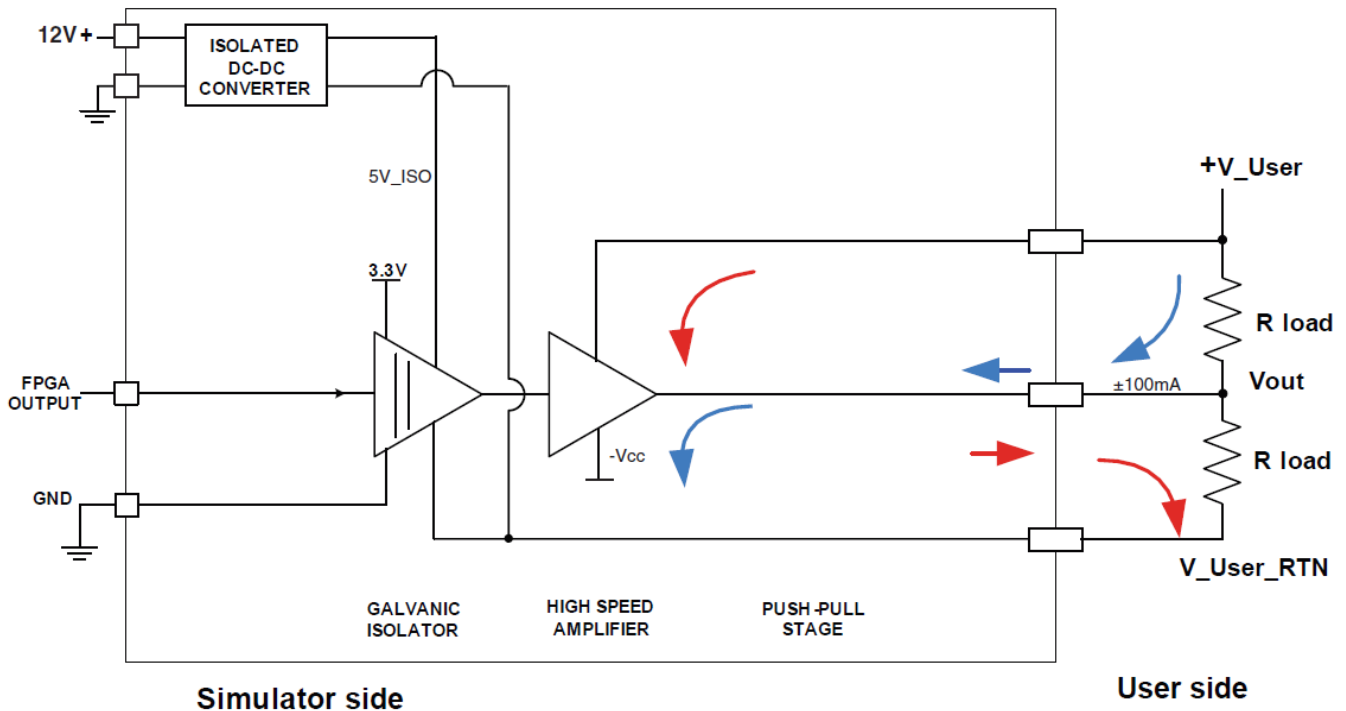 12V+
ISOLATED
DC-DC
CONVERTER
5V_ISO
+V_User
3.3V
R load
FPGA
OUTPUT
±100mA
Vout
-Vcc
R load
GND
V_User_RTN
GALVANIC
ISOLATOR
HIGH SPEED
AMPLIFIER
PUSH-PULL
STAGE
Simulator side
User side